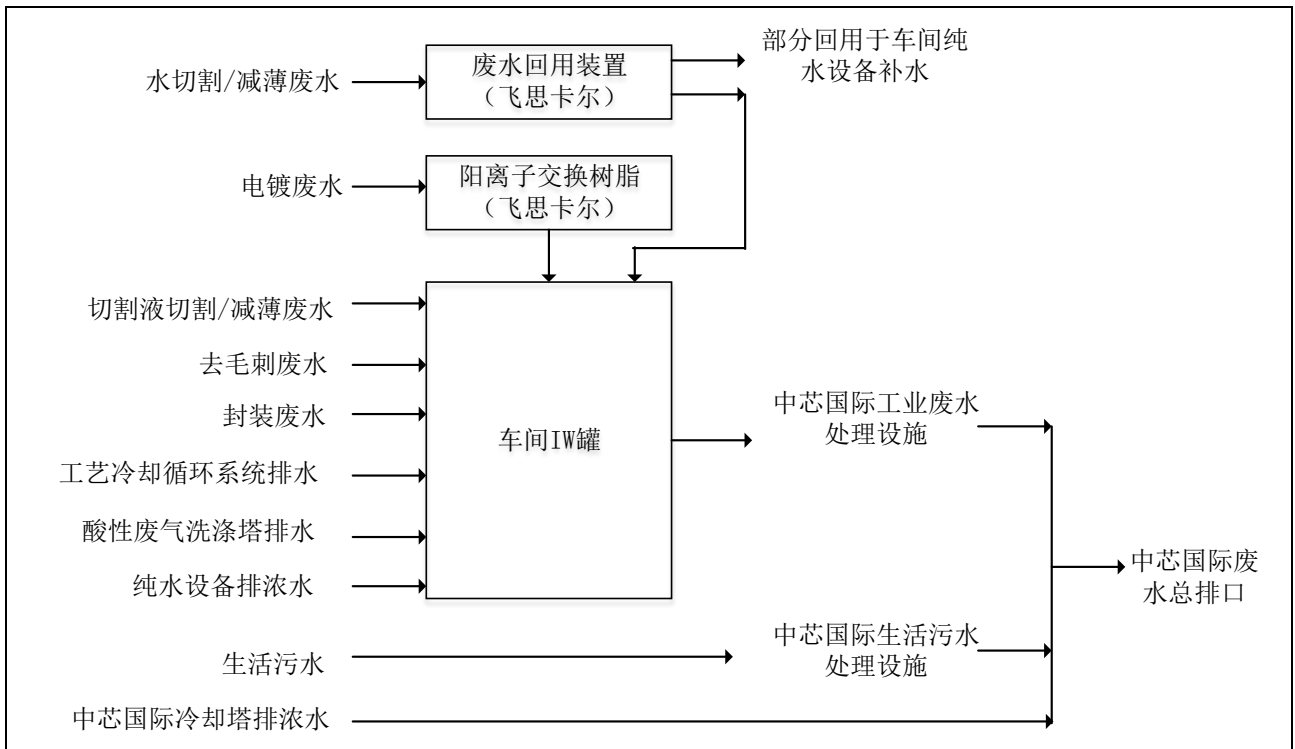 部分回用于车间纯
水设备补水
水切割/减薄废水
废水回用装置
（飞思卡尔）
电镀废水
阳离子交换树脂
（飞思卡尔）
切割液切割/减薄废水
去毛刺废水
封装废水
工艺冷却循环系统排水
酸性废气洗涤塔排水
纯水设备排浓水
车间IW罐
中芯国际工业废水
处理设施
中芯国际废
水总排口
生活污水
中芯国际生活污水
处理设施
中芯国际冷却塔排浓水